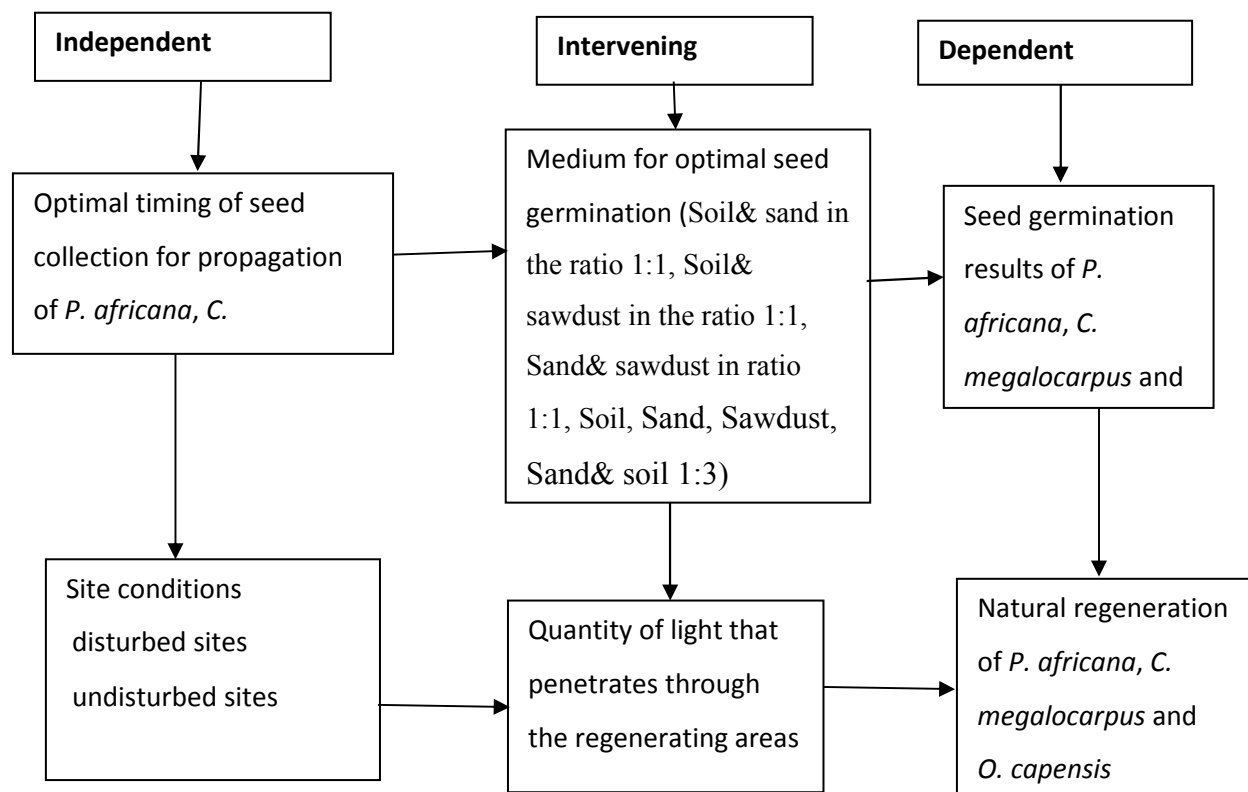 Independent
Intervening
Dependent
Optimal timing of seed
collection for propagation
of P. africana, C.
Medium for optimal seed
germination (Soil& sand in
the ratio 1:1, Soil&
sawdust in the ratio 1:1,
Sand& sawdust in ratio
1:1, Soil, Sand, Sawdust,
Sand& soil 1:3)
Seed germination
results of P.
africana, C.
megalocarpus and
Site conditions
disturbed sites
undisturbed sites
Quantity of light that
penetrates through
the regenerating areas
Natural regeneration
of P. africana, C.
megalocarpus and
O. capensis